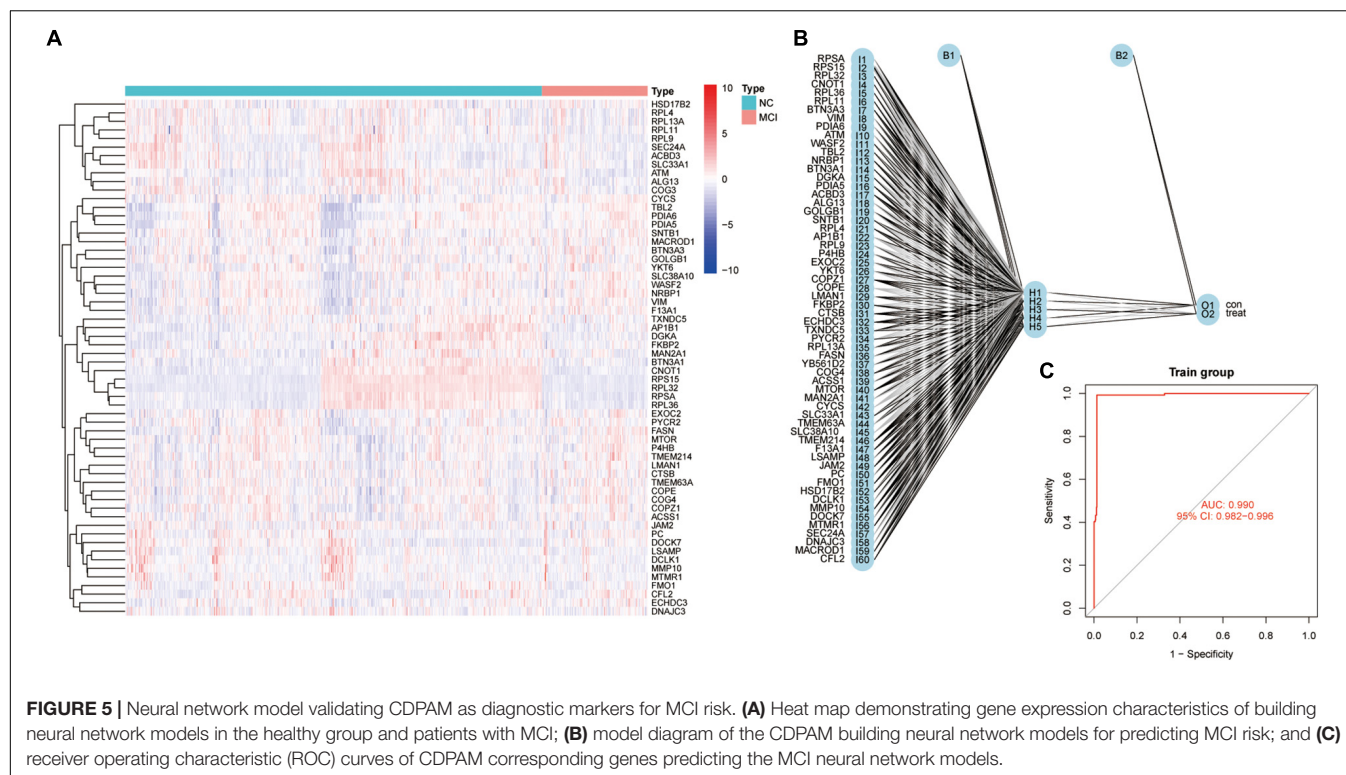 A
Type
HSD17B2
RPL4
RPL13A
RPL11
RPL9
SEC24A
ACBD3
SLC33A1
ATM
ALG13
COG3
CYCS
TBL2
PDIA6
PDIA5
SNTB1
MACROD1
BTN3A3
GOLGB1
YKT6
SLC38A10
WASF2
NRBP1
VIM
F13A1
TXNDC5
AP1B1
DGKA
FKBP2
MAN2A1
BTN3A1
CNOT1
RPS15
RPL32
RPSA
RPL36
EXOC2
PYCR2
FASN
MTOR
P4HB
TMEM214
LMAN1
CTSB
TMEM63A
COPE
COG4
COPZ1
ACSS1
JAM2
PC
DOCK7
LSAMP
DCLK1
MMP10
MTMR1
FMO1
CFL2
ECHDC3
DNAJC3
10
5
0
−5
−10
Type
NC
MCI
B
RPSA I1
RPS15 I2
RPL32 I3
CNOT1 I4
RPL36 I5
RPL11 I6
BTN3A3 I7
VIM I8
PDIA6 I9
ATM I10
WASF2 I11
TBL2 I12
NRBP1 I13
BTN3A1 I14
DGKA I15
PDIA5 I16
ACBD3 I17
ALG13 I18
GOLGB1 I19
SNTB1 I20
RPL4 I21
AP1B1 I22
RPL9 I23
P4HB I24
EXOC2 I25
YKT6 I26
COPZ1 I27
COPE I28
LMAN1 I29
FKBP2 I30
CTSB I31
ECHDC3 I32
TXNDC5 I33
PYCR2 I34
RPL13A I35
FASN I36
YB561D2 I37
COG4 I38
ACSS1 I39
MTOR I40
MAN2A1 I41
CYCS I42
SLC33A1 I43
TMEM63A I44
SLC38A10 I45
TMEM214 I46
F13A1 I47
LSAMP I48
JAM2 I49
PC I50
FMO1 I51
HSD17B2 I52
DCLK1 I53
MMP10 I54
DOCK7 I55
MTMR1 I56
SEC24A I57
DNAJC3 I58
MACROD1 I59
CFL2 I60
B1
B2
H1
H2
H3
H4
H5
O1 con
O2 treat
C
Train group
Sensitivity
1.0
0.8
0.6
0.4
0.2
0.0
AUC: 0.990
95% CI: 0.982−0.996
0.0 0.2 0.4 0.6 0.8 1.0
1 − Specificity
FIGURE 5 | Neural network model validating CDPAM as diagnostic markers for MCI risk. (A) Heat map demonstrating gene expression characteristics of building
neural network models in the healthy group and patients with MCI; (B) model diagram of the CDPAM building neural network models for predicting MCI risk; and (C)
receiver operating characteristic (ROC) curves of CDPAM corresponding genes predicting the MCI neural network models.